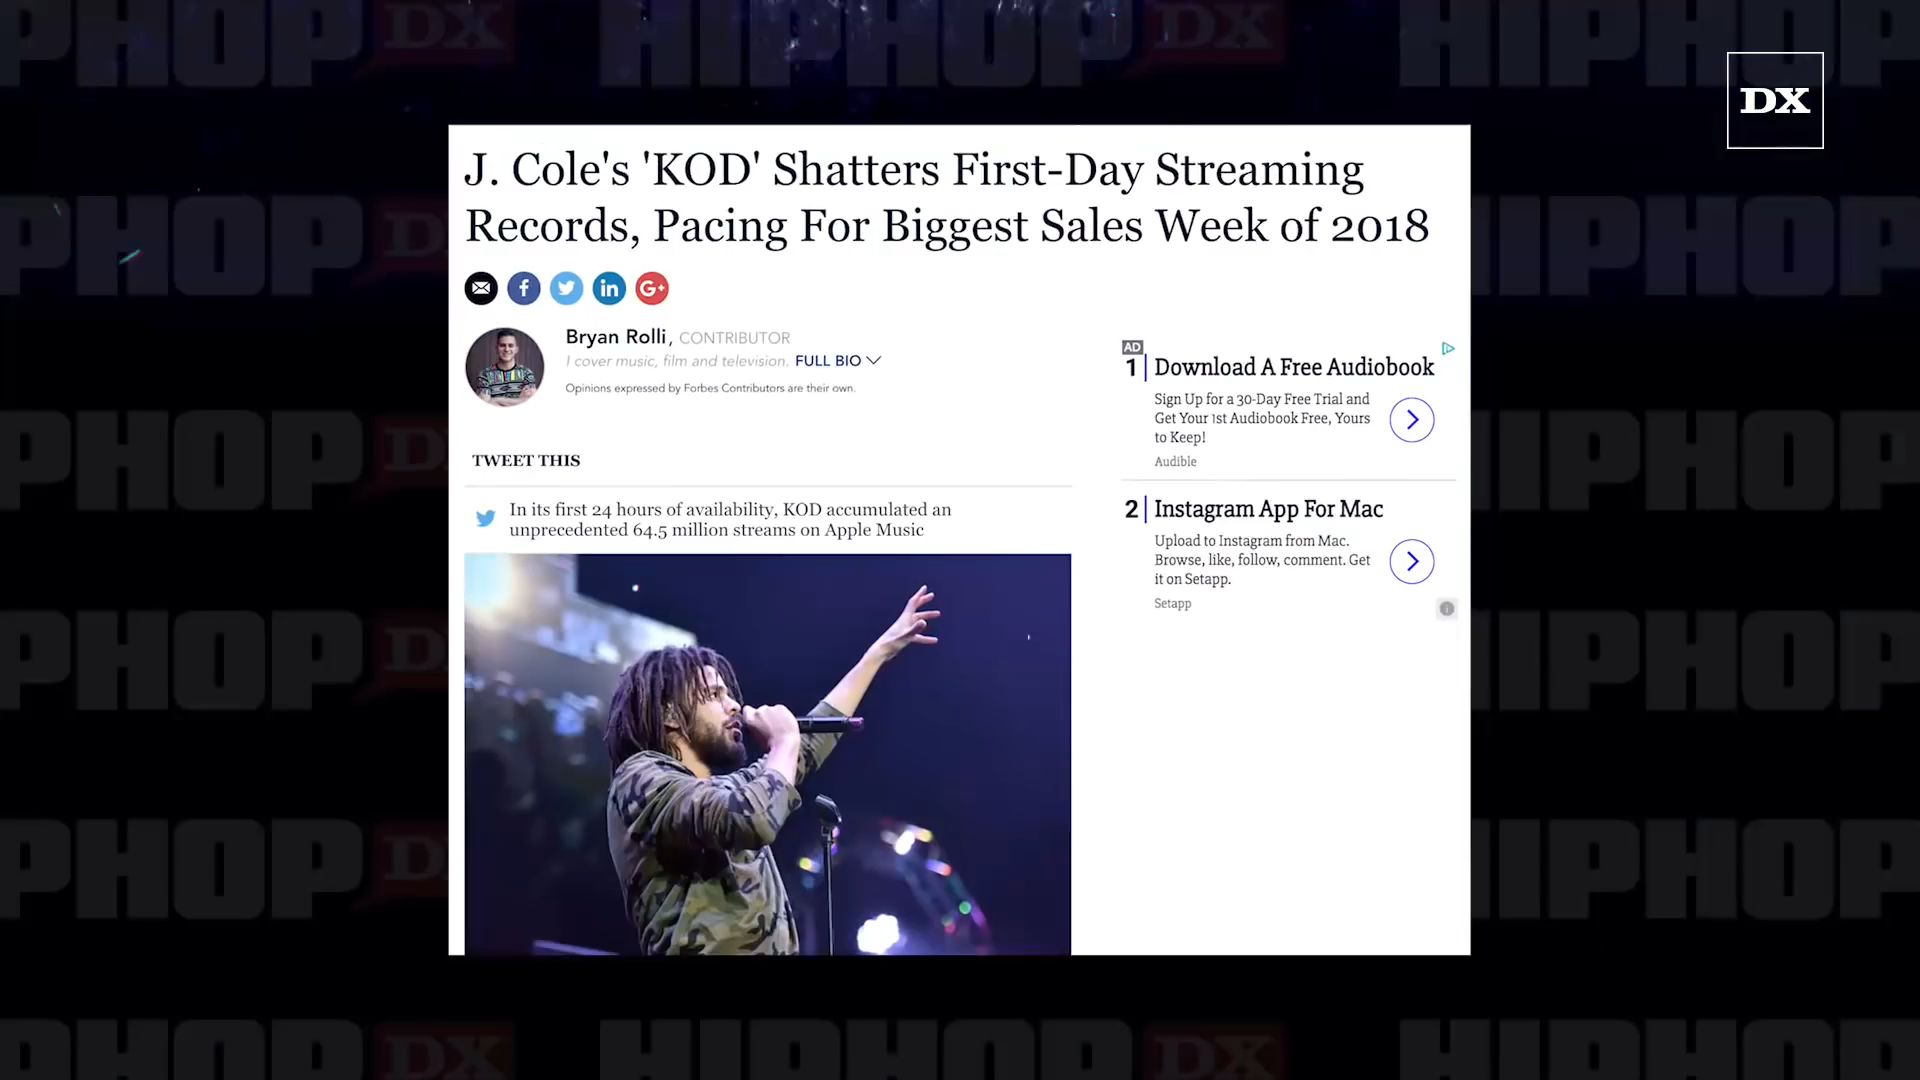 HIPHOPDX
DX
J. Cole's 'KOD' Shatters First-Day Streaming
Records, Pacing For Biggest Sales Week of 2018
f
in
G+
Bryan Rolli, CONTRIBUTOR
I cover music, film and television. FULL BIO
Opinions expressed by Forbes Contributors are their own.
TWEET THIS
In its first 24 hours of availability, KOD accumulated an
unprecedented 64.5 million streams on Apple Music
AD
1 Download A Free Audiobook
Sign Up for a 30-Day Free Trial and
Get Your 1st Audiobook Free, Yours
to Keep!
Audible
2 Instagram App For Mac
Upload to Instagram from Mac.
Browse, like, follow, comment. Get
it on Setapp.
Setapp
HIPHOPDX